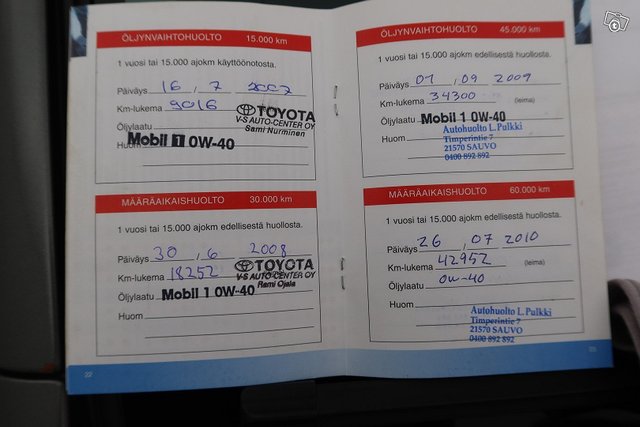 ÖLJYNVAIHTOHUOLTO 15.000 km
1 vuosi tai 15.000 ajokm käyttöönotosta.
Päiväys 16 , 7 2007
Km-lukema 9016
TOYOTA
V-S AUTO-CENTER OY
Sami Nurminen
Öljylaatu
Mobil 1 0W-40
Huom
MÄÄRÄAIKAISHUOLTO 30.000 km
1 vuosi tai 15.000 ajokm edellisestä huollosta.
Päiväys 30 , 6 2008
Km-lukema 18252
TOYOTA
V-S AUTO-CENTER OY
Rami Ojala
Öljylaatu Mobil 1 0W-40
Huom
22
ÖLJYNVAIHTOHUOLTO 45.000 km
1 vuosi tai 15.000 ajokm edellisestä huollosta.
Päiväys 01 , 09 2009
Km-lukema 34300 (leima)
Öljylaatu Mobil 1 0W-40
Huom
Autohuolto L.Pulkki
Timperintie 7
21570 SAUVO
0400 892 892
MÄÄRÄAIKAISHUOLTO 60.000 km
1 vuosi tai 15.000 ajokm edellisestä huollosta.
Päiväys 26 , 07 2010
Km-lukema 42952 (leima)
Öljylaatu 0W-40
Huom
Autohuolto L.Pulkki
Timperintie 7
21570 SAUVO
0400 892 892
23